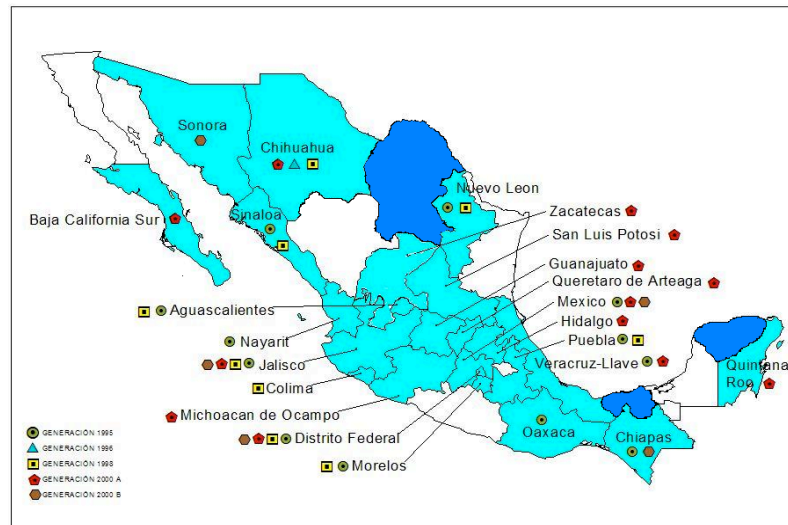 Sonora
Chihuahua
Nuevo Leon
Zacatecas
Baja California Sur
Sinaloa
San Luis Potosi
Guanajuato
Queretaro de Arteaga
Aguascalientes
Mexico
Hidalgo
Nayarit
Puebla
Jalisco
Veracruz-Llave
Quintana
Roo
Colima
Michoacan de Ocampo
Distrito Federal
Oaxaca
Chiapas
Morelos
GENERACIÓN 1995
GENERACIÓN 1996
GENERACIÓN 1998
GENERACIÓN 2000 A
GENERACIÓN 2000 B